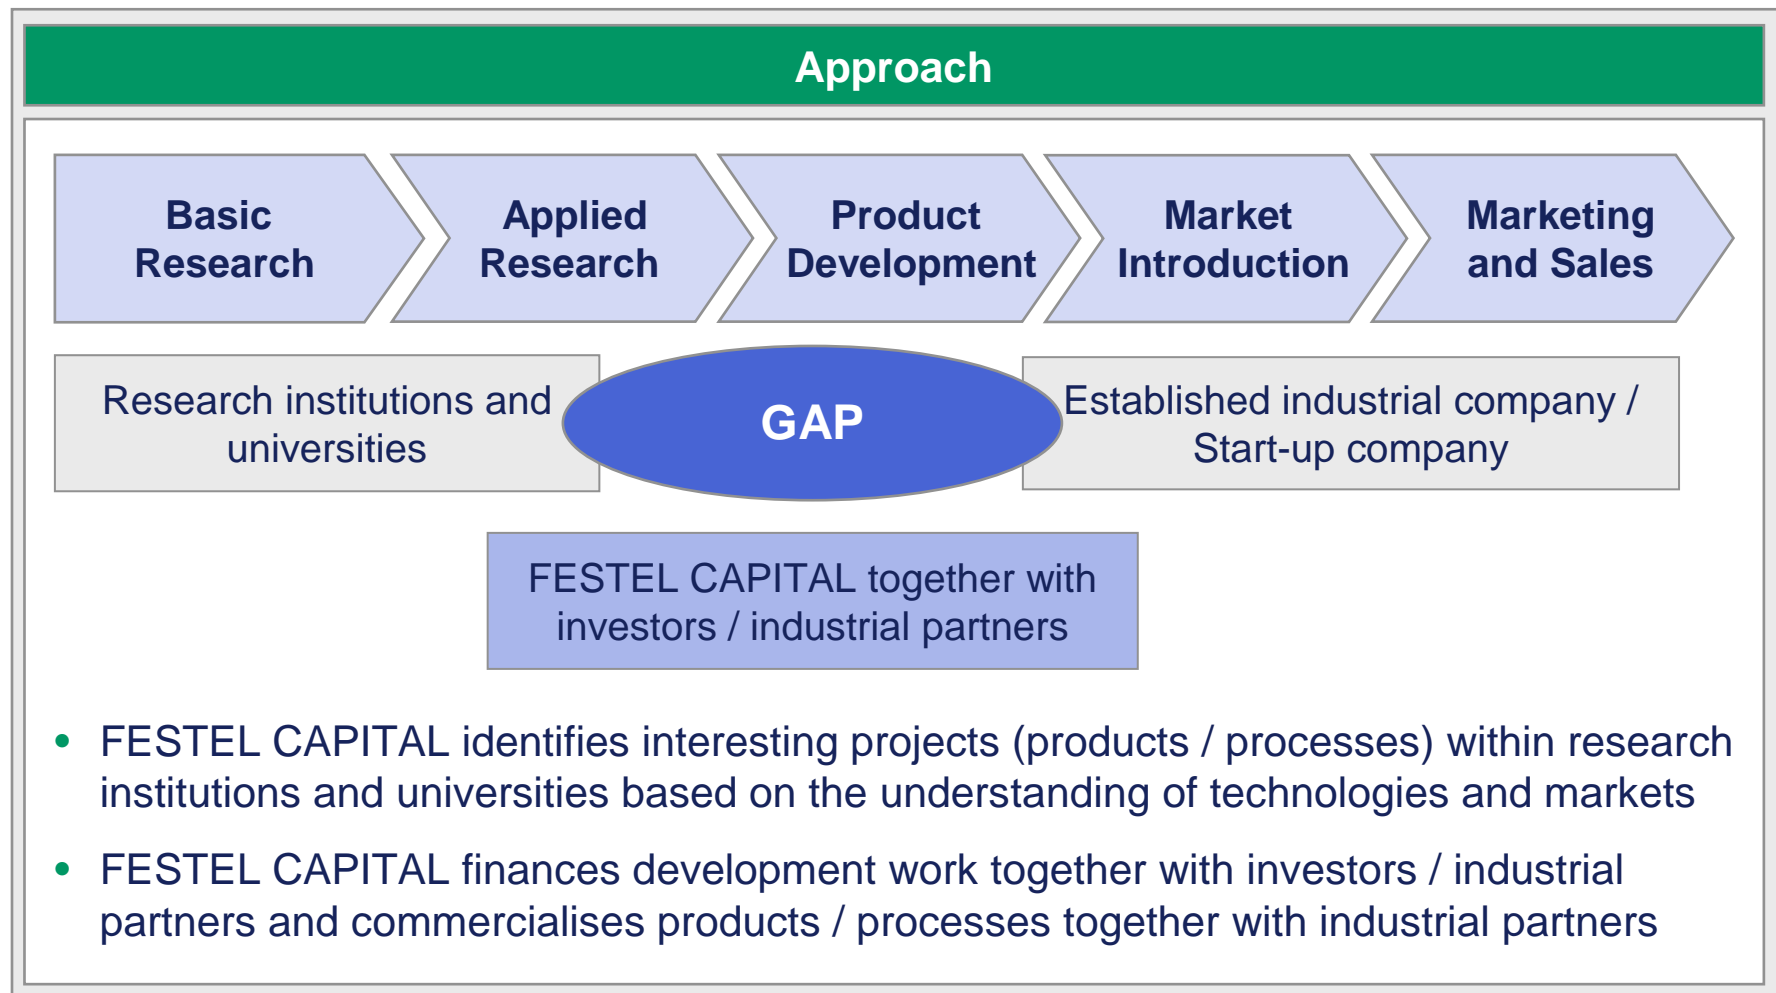 Approach
Basic
Research
Applied
Research
Product
Development
Market
Introduction
Marketing
and Sales
Research institutions and
universities
GAP
Established industrial company /
Start-up company
FESTEL CAPITAL together with
investors / industrial partners
• FESTEL CAPITAL identifies interesting projects (products / processes) within research
institutions and universities based on the understanding of technologies and markets
• FESTEL CAPITAL finances development work together with investors / industrial
partners and commercialises products / processes together with industrial partners